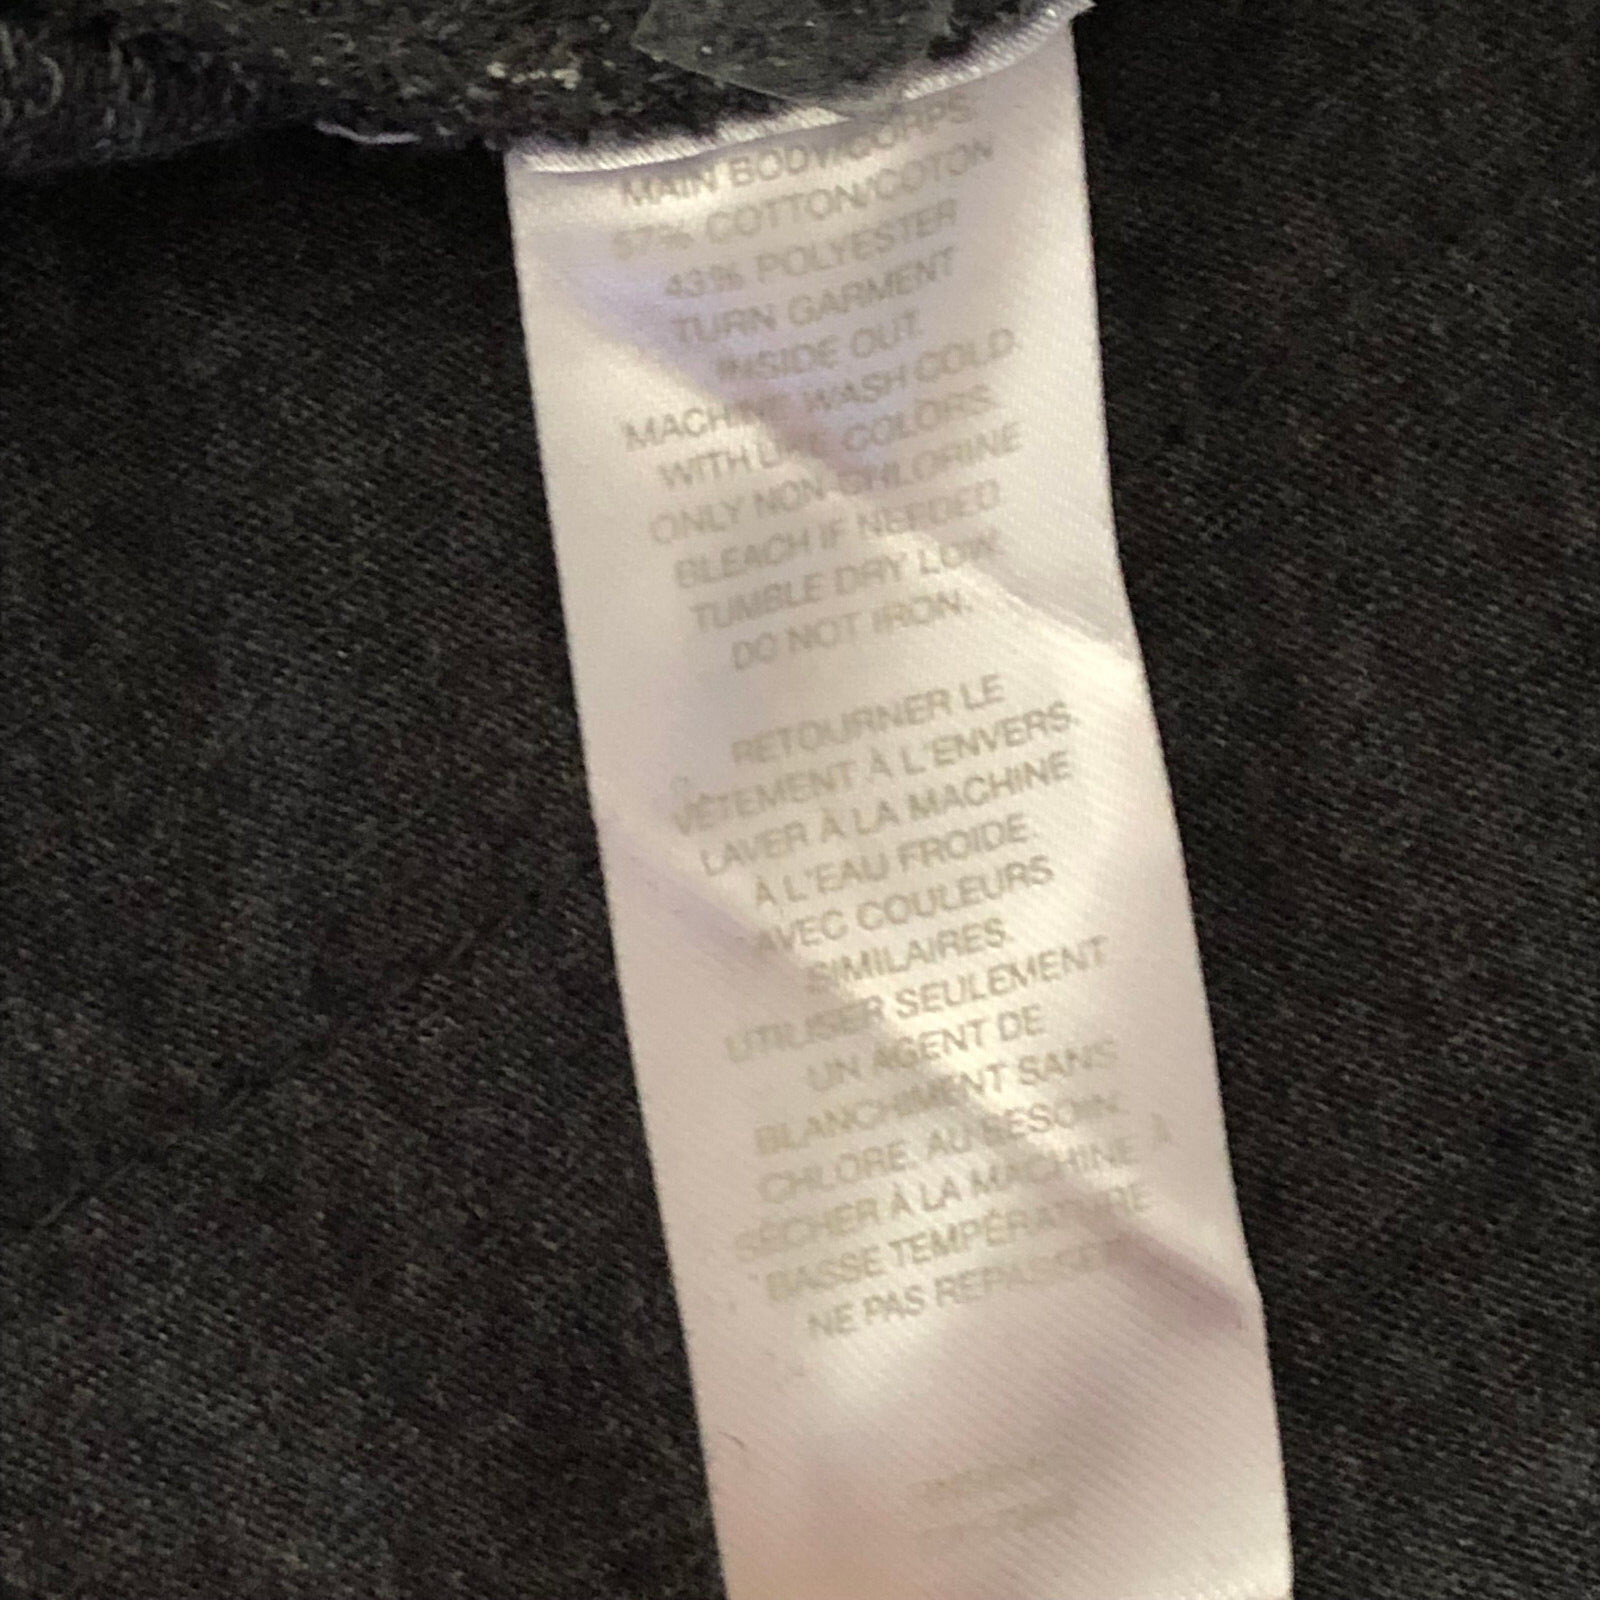 MAIN BODY/CORPS
57% COTTON/COTON
43% POLYESTER
TURN GARMENT
INSIDE OUT.
MACHINE WASH COLD
WITH LIKE COLORS.
ONLY NON-CHLORINE
BLEACH IF NEEDED
TUMBLE DRY LOW.
DO NOT IRON.
RETOURNER LE
VÊTEMENT À L'ENVERS.
LAVER À LA MACHINE
À L'EAU FROIDE
AVEC COULEURS
SIMILAIRES.
UTILISER SEULEMENT
UN AGENT DE
BLANCHIMENT SANS
CHLORE, AU BESOIN.
SÉCHER À LA MACHINE À
BASSE TEMPÉRATURE
NE PAS REPASSER